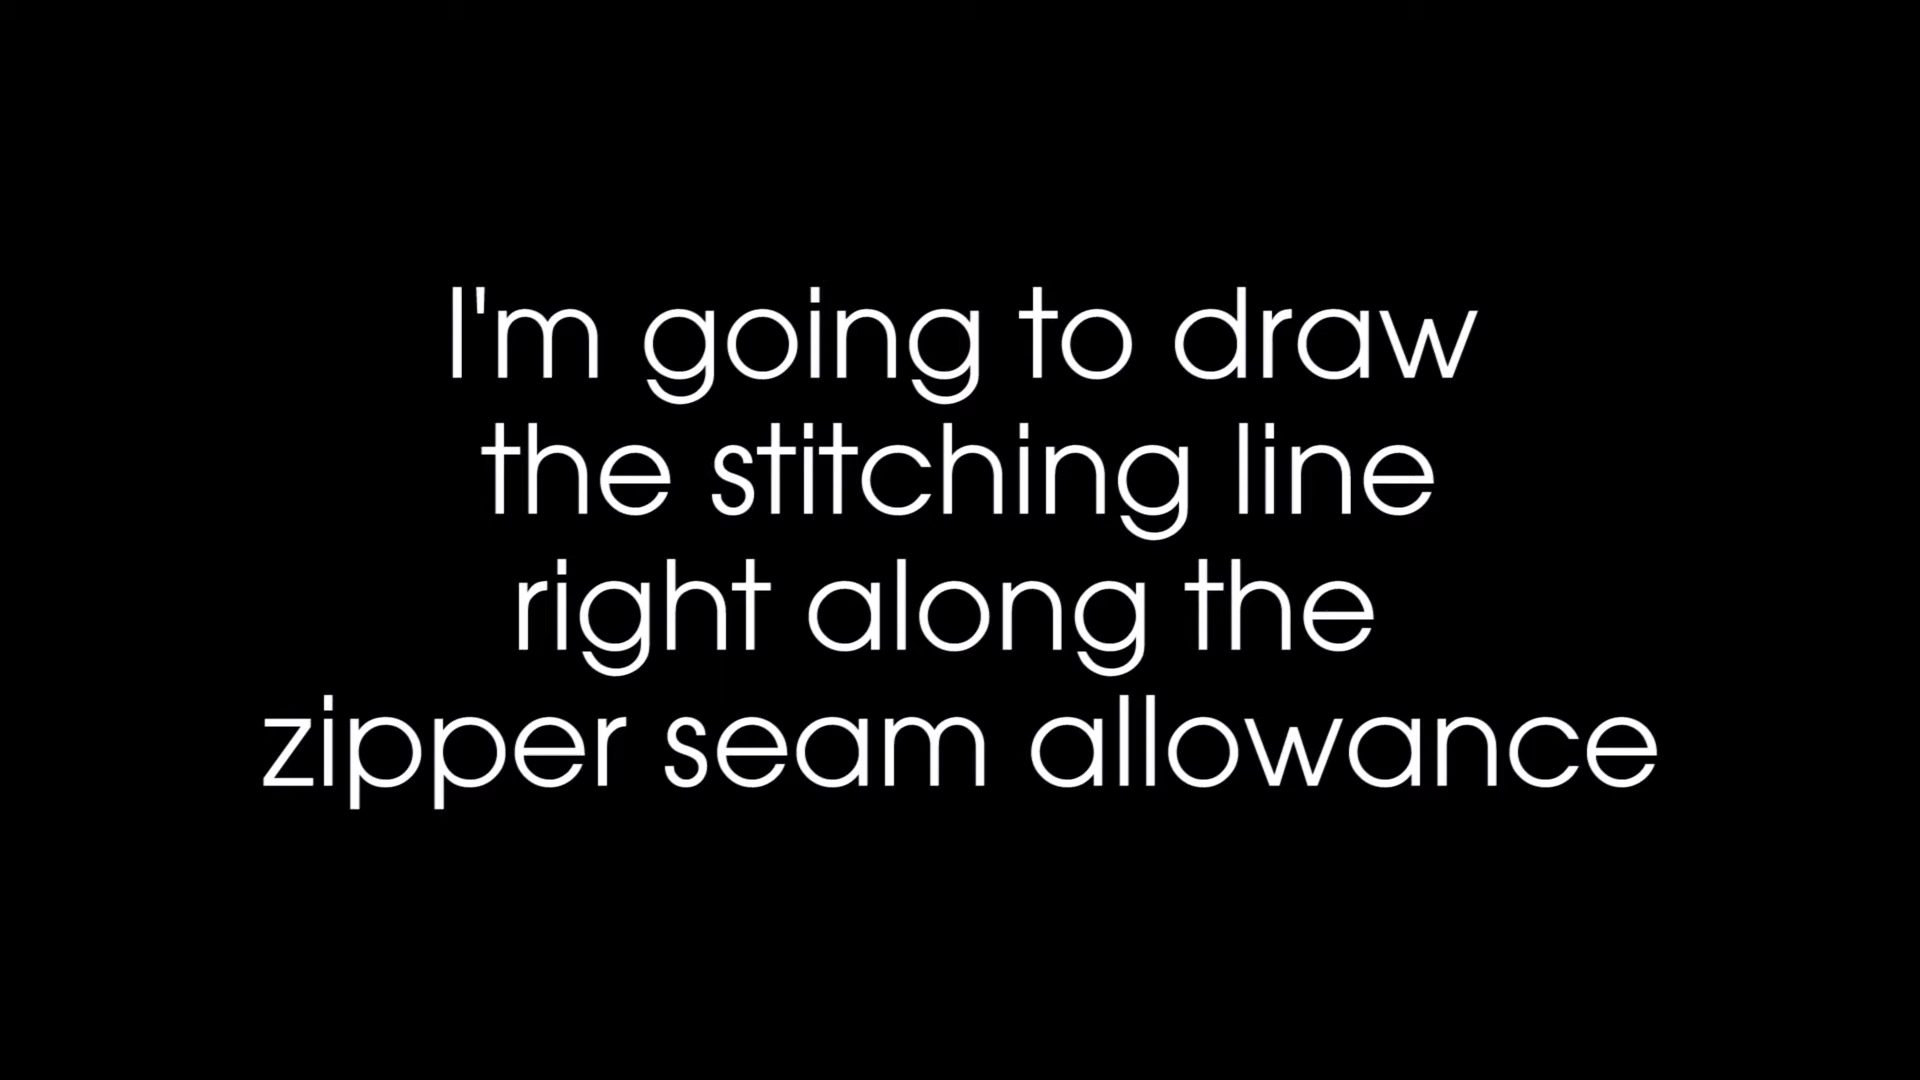 I'm going to draw
the stitching line
right along the
zipper seam allowance